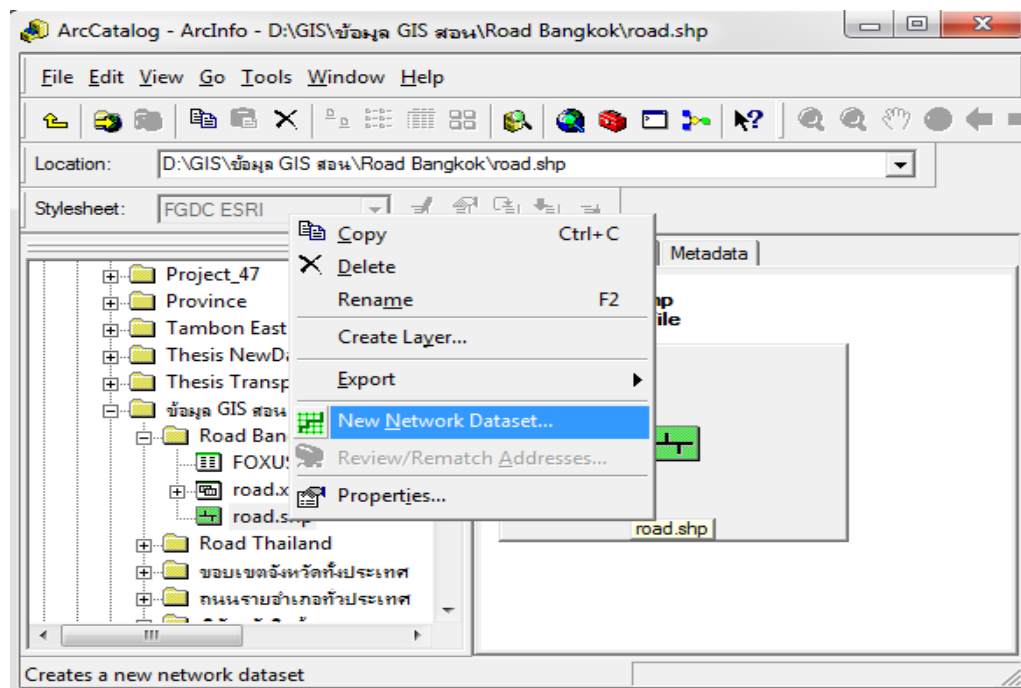 ArcCatalog - ArcInfo - D:\GIS\ข้อมูล GIS สอน\Road Bangkok\road.shp
File Edit View Go Tools Window Help
Location: D:\GIS\ข้อมูล GIS สอน\Road Bangkok\road.shp
Stylesheet: FGDC ESRI
Copy Ctrl+C
Delete
Rename F2
Create Layer...
Export
New Network Dataset...
Review/Rematch Addresses...
Properties...
Metadata
Project_47
Province
Tambon East
Thesis NewDa
Thesis Transp
ข้อมูล GIS สอน
Road Ban
FOXUS
road.x
road.shp
Road Thailand
ขอบเขตจังหวัดทั้งประเทศ
ถนนรายอำเภอทั่วประเทศ
road.shp
Creates a new network dataset